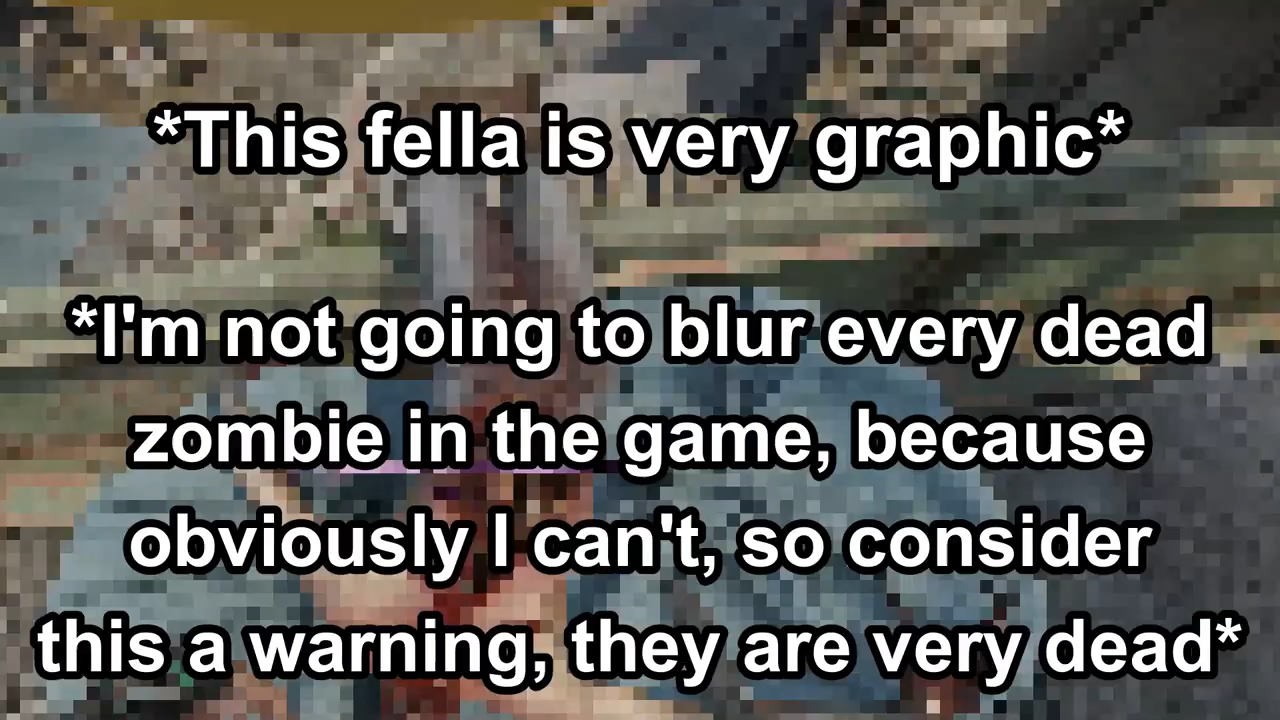 *This fella is very graphic*
*I'm not going to blur every dead
zombie in the game, because
obviously I can't, so consider
this a warning, they are very dead*